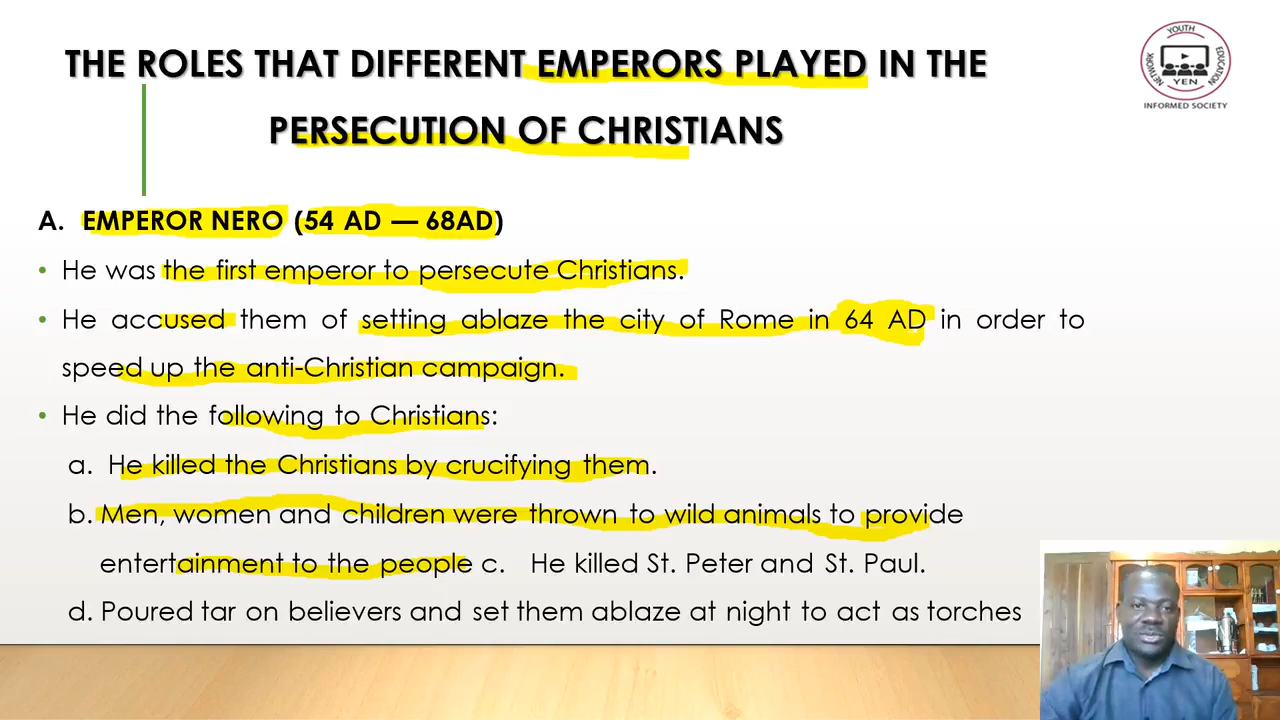 THE ROLES THAT DIFFERENT EMPERORS PLAYED IN THE
PERSECUTION OF CHRISTIANS
YOUTH
EDUCATION
NETWORK
YEN
INFORMED SOCIETY
A. EMPEROR NERO (54 AD — 68AD)
• He was the first emperor to persecute Christians.
• He accused them of setting ablaze the city of Rome in 64 AD in order to
speed up the anti-Christian campaign.
• He did the following to Christians:
a. He killed the Christians by crucifying them.
b. Men, women and children were thrown to wild animals to provide
entertainment to the people c. He killed St. Peter and St. Paul.
d. Poured tar on believers and set them ablaze at night to act as torches